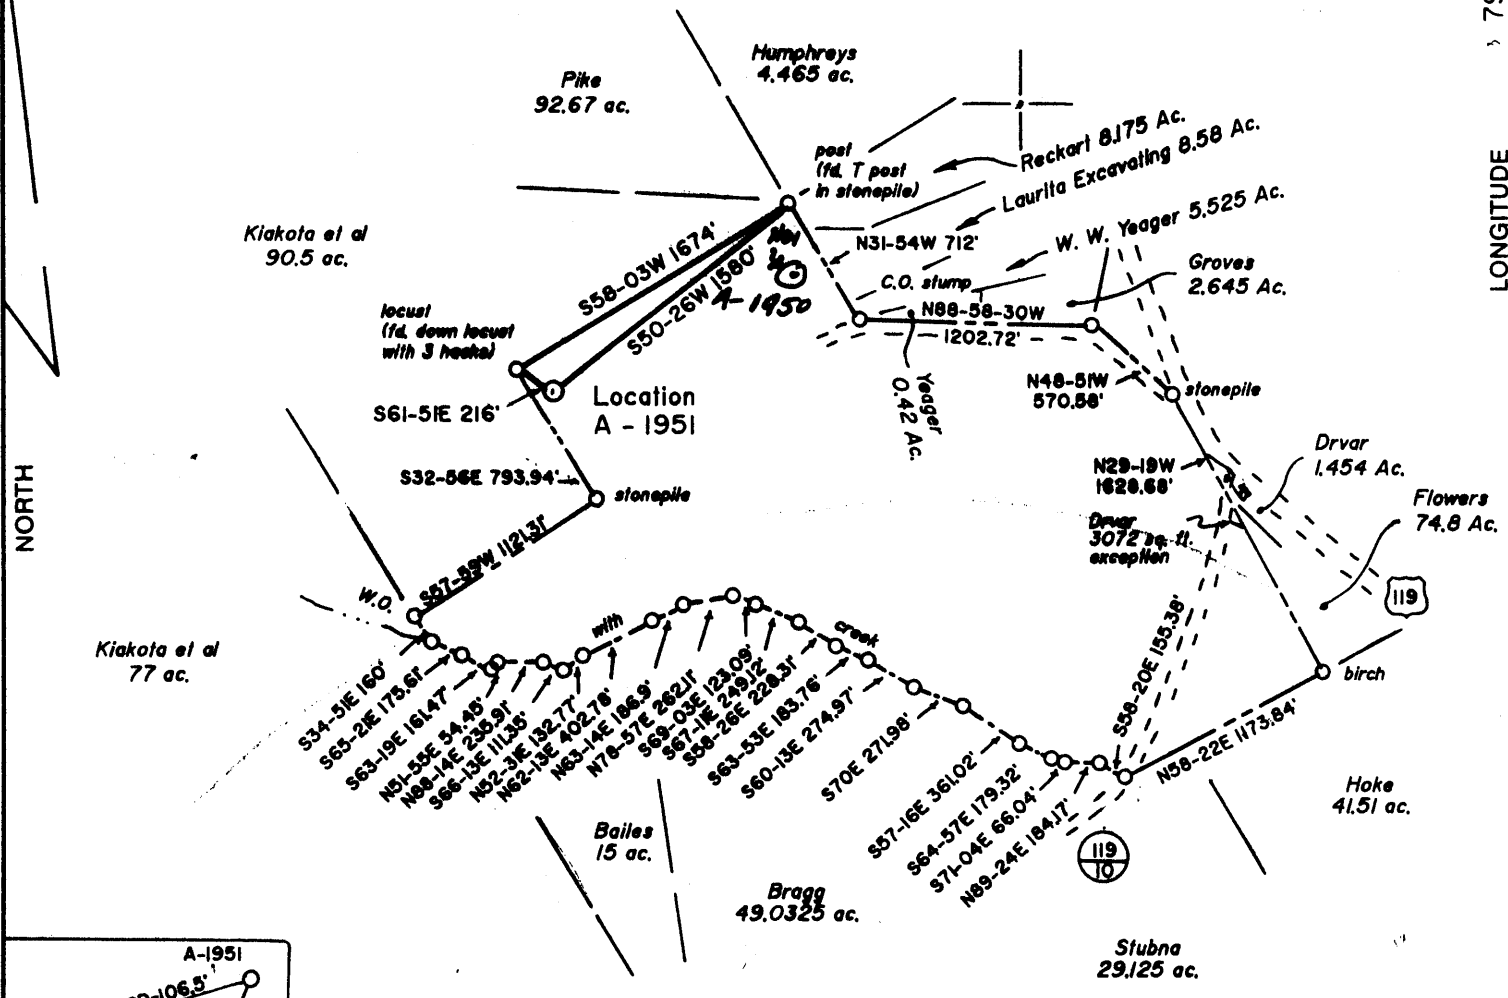 Humphreys
4.465 ac.
Pike
92.67 ac.
79
LONGITUDE
NORTH
post
(fd. T post
in stonepile)
Reckart 8.175 Ac.
Laurita Excavating 8.58 Ac.
W. W. Yeager 5.525 Ac.
Groves
2.645 Ac.
Kiakota et al
90.5 ac.
S58-03W 1674'
S50-26W 1580'
A-1950
N31-54W 712'
C.O. stump
N88-58-30W
1202.72'
locust
(fd. down locust
with 3 hacks)
S61-51E 216'
Location
A - 1951
Yeager
0.42 Ac.
N48-51W
570.58'
stonepile
S32-56E 793.94'
stonepile
N29-19W
1628.68'
Drvar
1.454 Ac.
Flowers
74.8 Ac.
Drvar
3072 sq. ft.
exception
119
S57-59W 1121.31'
W.O.
with
creek
Kiakota et al
77 ac.
S34-51E 160'
S65-21E 175.61'
S63-19E 161.47'
N51-55E 54.45'
N88-14E 235.91'
S66-13E 111.35'
N52-31E 132.77'
N62-13E 402.78'
N63-14E 186.9'
N78-57E 262.11'
S69-03E 123.09'
S67-11E 249.12'
S58-26E 228.31'
S63-53E 183.76'
S60-13E 274.97'
S70E 271.98'
S57-16E 361.02'
S64-57E 179.32'
S71-04E 66.04'
N89-24E 184.17'
S58-20E 155.38'
birch
N58-22E 1173.84'
Hoke
41.51 ac.
119
10
Bailes
15 ac.
Bragg
49.0325 ac.
Stubna
29.125 ac.
A-1951
-106.5'